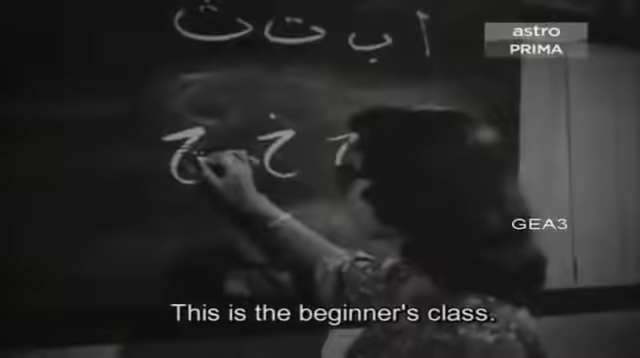 astro
PRIMA
ا ب ت ث
خ
GEA3
This is the beginner's class.